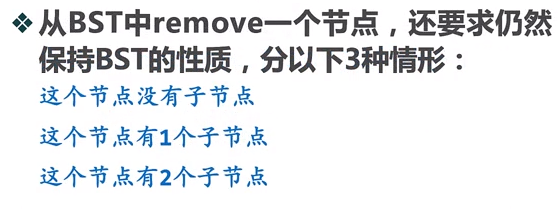 ❖ 从BST中remove一个节点，还要求仍然
保持BST的性质，分以下3种情形：
这个节点没有子节点
这个节点有1个子节点
这个节点有2个子节点